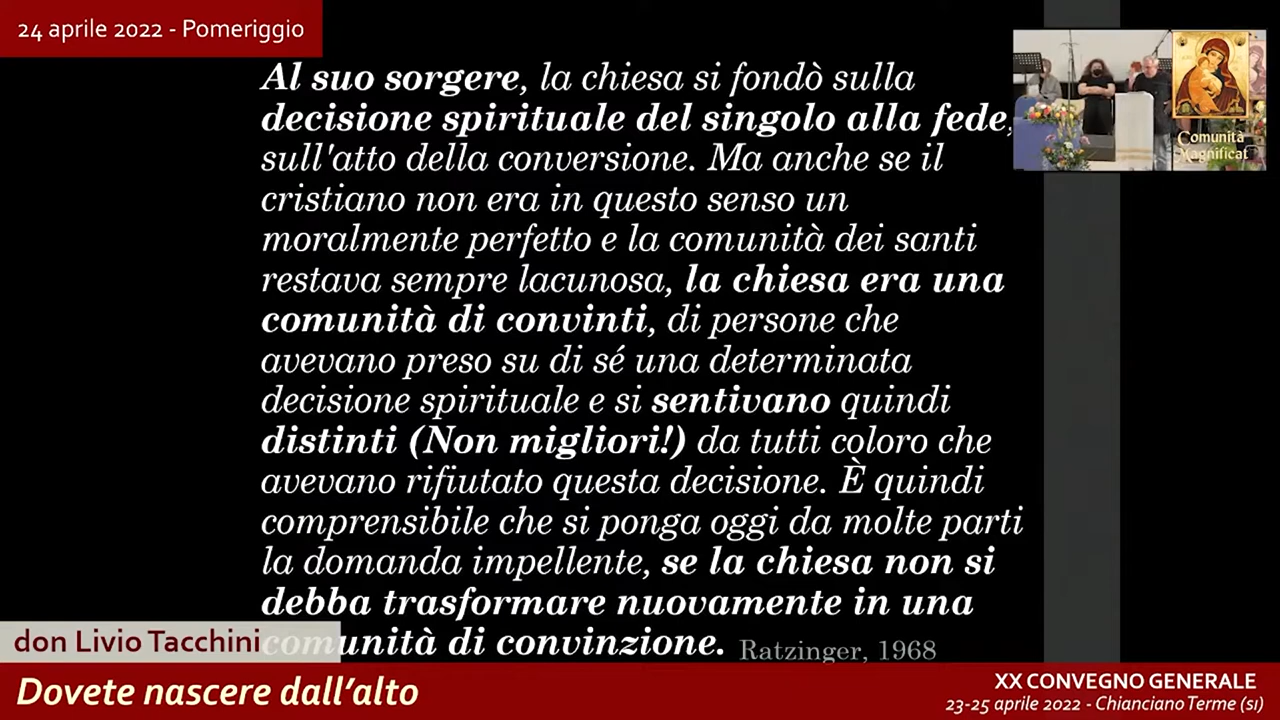 24 aprile 2022 - Pomeriggio
Al suo sorgere, la chiesa si fondò sulla
decisione spirituale del singolo alla fede,
sull'atto della conversione. Ma anche se il
cristiano non era in questo senso un
moralmente perfetto e la comunità dei santi
restava sempre lacunosa, la chiesa era una
comunità di convinti, di persone che
avevano preso su di sé una determinata
decisione spirituale e si sentivano quindi
distinti (Non migliori!) da tutti coloro che
avevano rifiutato questa decisione. È quindi
comprensibile che si ponga oggi da molte parti
la domanda impellente, se la chiesa non si
debba trasformare nuovamente in una
comunità di convinzione. Ratzinger, 1968
Comunità
Magnificat
don Livio Tacchini
Dovete nascere dall'alto
XX CONVEGNO GENERALE
23-25 aprile 2022 - Chianciano Terme (SI)